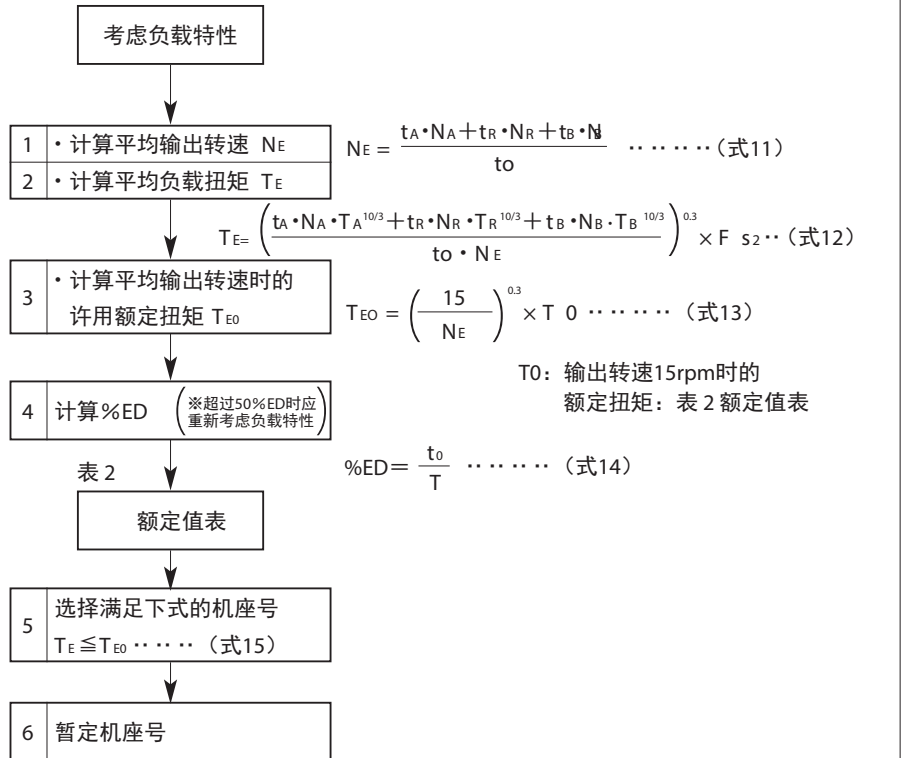 考虑负载特性
1 ・计算平均输出转速 NE
NE = tA•NA＋tR•NR＋tB•N / to ‥‥‥‥（式11）
2 ・计算平均负载扭矩 TE
TE= (tA•NA•TA 10/3＋tR•NR•TR 10/3＋tB•NB·TB 10/3 / to • NE) 0.3 × F s2‥（式12）
3 ・计算平均输出转速时的
许用额定扭矩 TE0
TEO = (15 / NE) 0.3 × T 0 ‥‥‥‥（式13）
T0：输出转速15rpm时的
额定扭矩：表 2 额定值表
4 计算%ED （※超过50%ED时应
重新考虑负载特性）
%ED＝ t0 / T ‥‥‥‥（式14）
表 2
额定值表
5 选择满足下式的机座号
TE≦TE0 ‥‥‥（式15）
6 暂定机座号